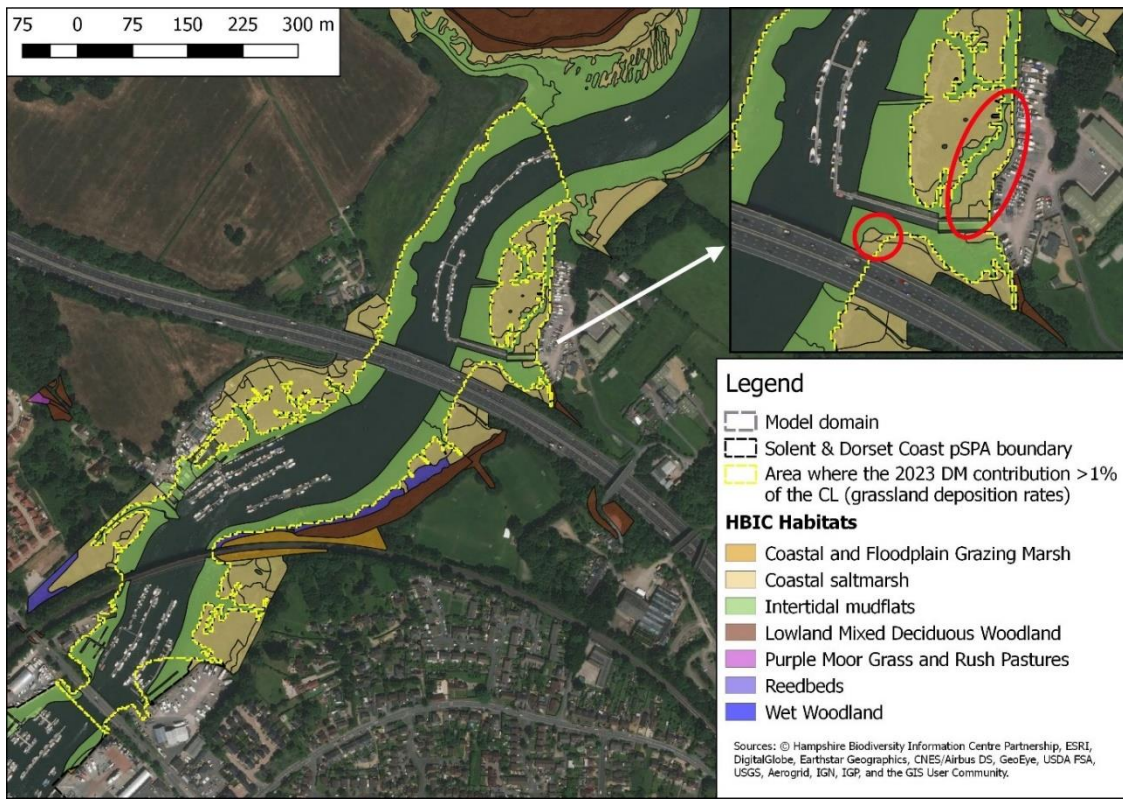 75 0 75 150 225 300 m
Legend
Model domain
Solent & Dorset Coast pSPA boundary
Area where the 2023 DM contribution >1%
of the CL (grassland deposition rates)
HBIC Habitats
Coastal and Floodplain Grazing Marsh
Coastal saltmarsh
Intertidal mudflats
Lowland Mixed Deciduous Woodland
Purple Moor Grass and Rush Pastures
Reedbeds
Wet Woodland
Sources: © Hampshire Biodiversity Information Centre Partnership, ESRI,
DigitalGlobe, Earthstar Geographics, CNES/Airbus DS, GeoEye, USDA FSA,
USGS, Aerogrid, IGN, IGP, and the GIS User Community.